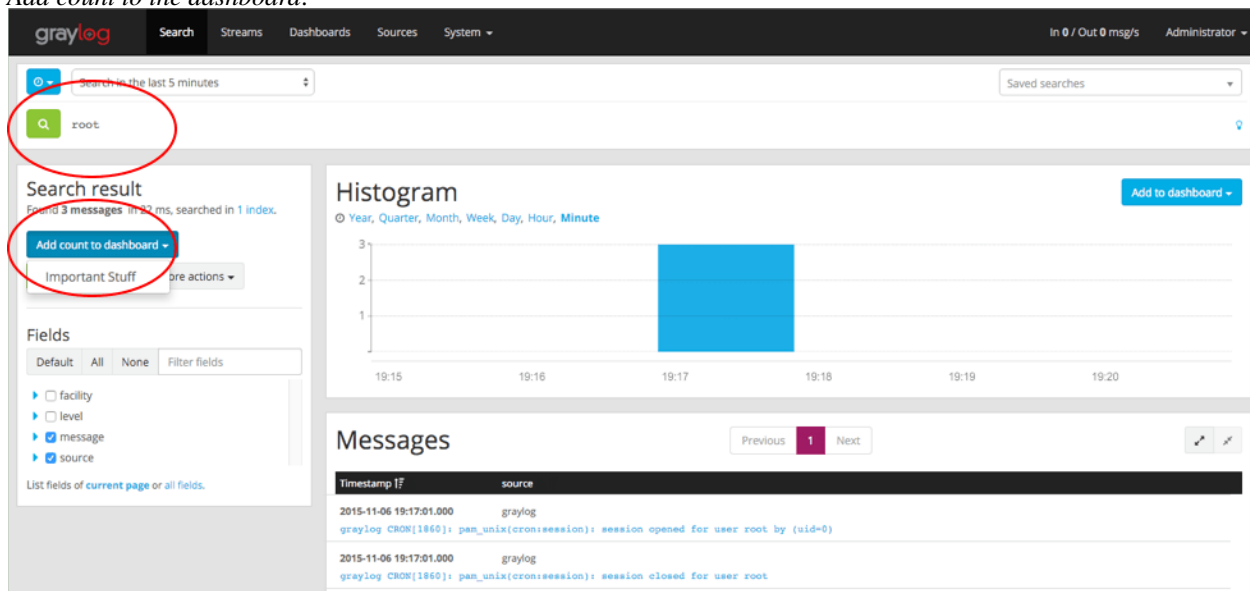 Add count to the dashboard.
graylog Search Streams Dashboards Sources System In 0 / Out 0 msg/s Administrator
Search in the last 5 minutes Saved searches
root
Search result
Found 3 messages in 22 ms, searched in 1 index.
Add count to dashboard
Important Stuff ore actions
Fields
Default All None Filter fields
facility
level
message
source
List fields of current page or all fields.
Histogram Add to dashboard
Year, Quarter, Month, Week, Day, Hour, Minute
3
2
1
19:15 19:16 19:17 19:18 19:19 19:20
Messages Previous 1 Next
Timestamp source
2015-11-06 19:17:01.000 graylog
graylog CRON[1860]: pam_unix(cron:session): session opened for user root by (uid=0)
2015-11-06 19:17:01.000 graylog
graylog CRON[1860]: pam_unix(cron:session): session closed for user root